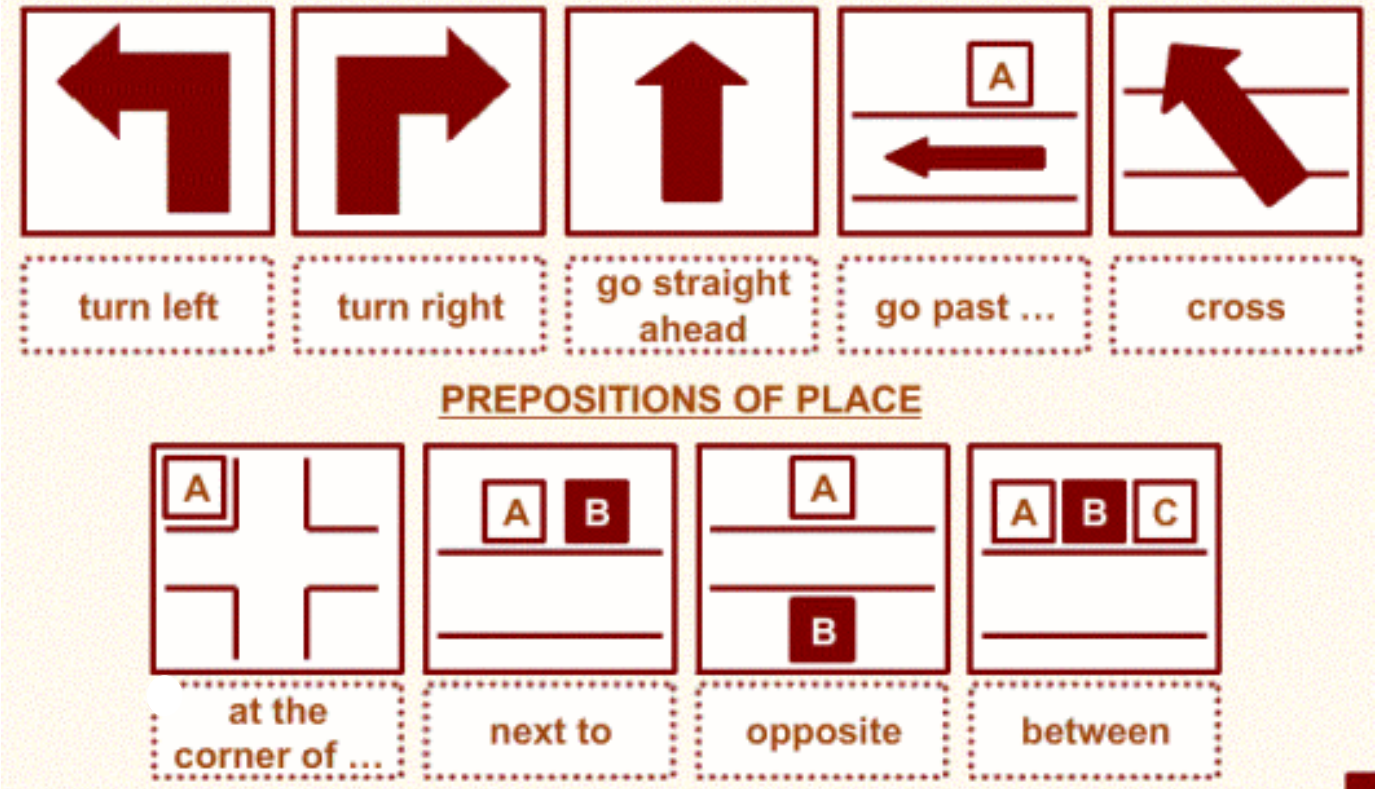 A
turn left
turn right
go straight
ahead
go past ...
cross
PREPOSITIONS OF PLACE
A
A B
A
B
A B C
at the
corner of ...
next to
opposite
between